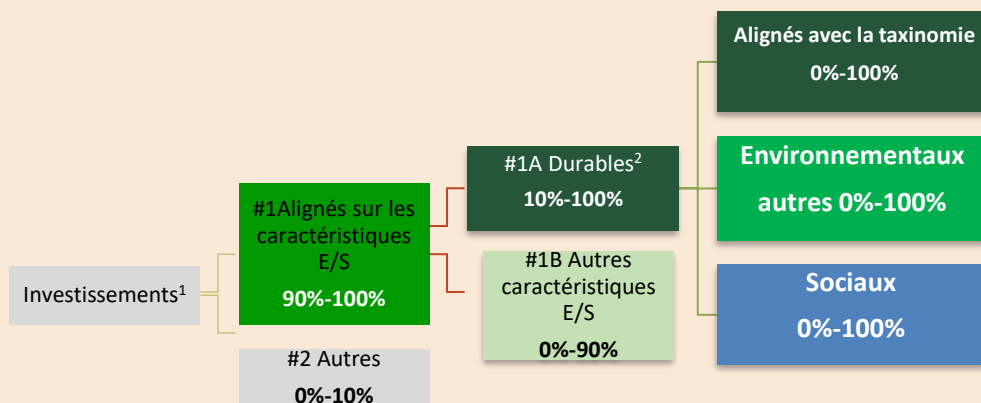 Investissements¹
#1Alignés sur les
caractéristiques
E/S
90%-100%
#2 Autres
0%-10%
#1A Durables²
10%-100%
#1B Autres
caractéristiques
E/S
0%-90%
Alignés avec la taxinomie
0%-100%
Environnementaux
autres 0%-100%
Sociaux
0%-100%